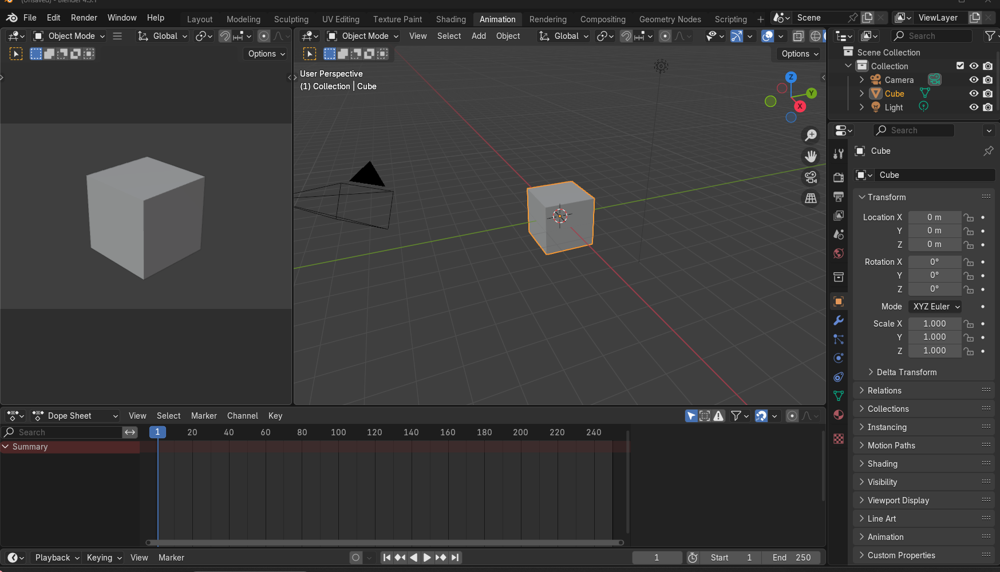 (Unsaved) - Blender 4.3.1
File Edit Render Window Help Layout Modeling Sculpting UV Editing Texture Paint Shading Animation Rendering Compositing Geometry Nodes Scripting + Scene ViewLayer
Object Mode Global Object Mode View Select Add Object Global Search
Options Options
Scene Collection
Collection
Camera
Cube
Light
User Perspective
(1) Collection | Cube
Z
Y
X
Search
Cube
Cube
Transform
Location X 0 m
Y 0 m
Z 0 m
Rotation X 0°
Y 0°
Z 0°
Mode XYZ Euler
Scale X 1.000
Y 1.000
Z 1.000
Delta Transform
Relations
Collections
Instancing
Motion Paths
Shading
Visibility
Viewport Display
Line Art
Animation
Custom Properties
Dope Sheet View Select Marker Channel Key
Search 1 20 40 60 80 100 120 140 160 180 200 220 240
Summary
Playback Keying View Marker 1 Start 1 End 250